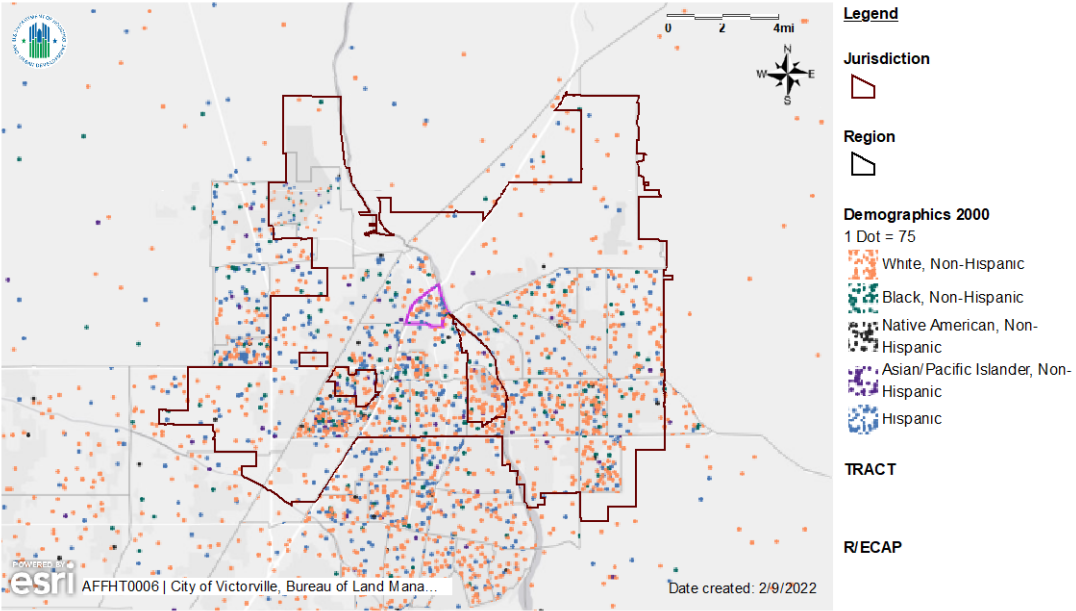 0 2 4mi
N
W E
S
POWERED BY
esri
AFFHT0006 | City of Victorville, Bureau of Land Mana...
Date created: 2/9/2022
Legend
Jurisdiction
Region
Demographics 2000
1 Dot = 75
White, Non-Hispanic
Black, Non-Hispanic
Native American, Non-
Hispanic
Asian/Pacific Islander, Non-
Hispanic
Hispanic
TRACT
R/ECAP